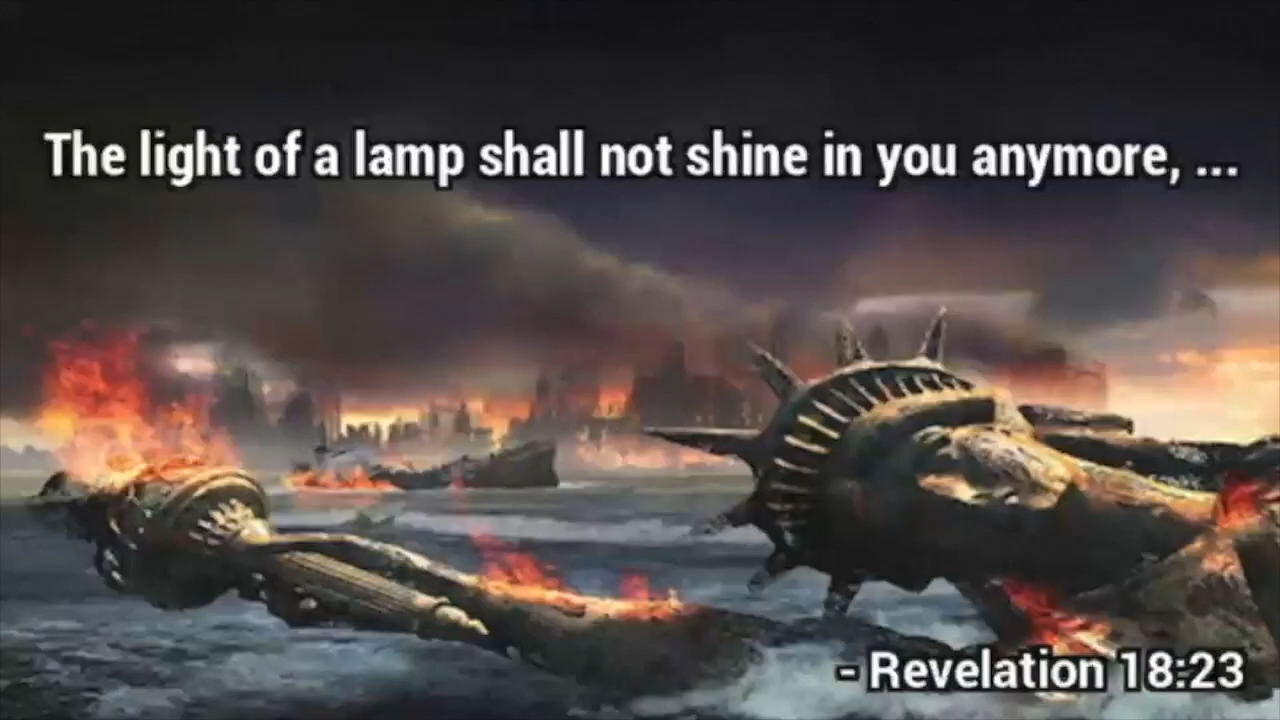 The light of a lamp shall not shine in you anymore, ...
- Revelation 18:23